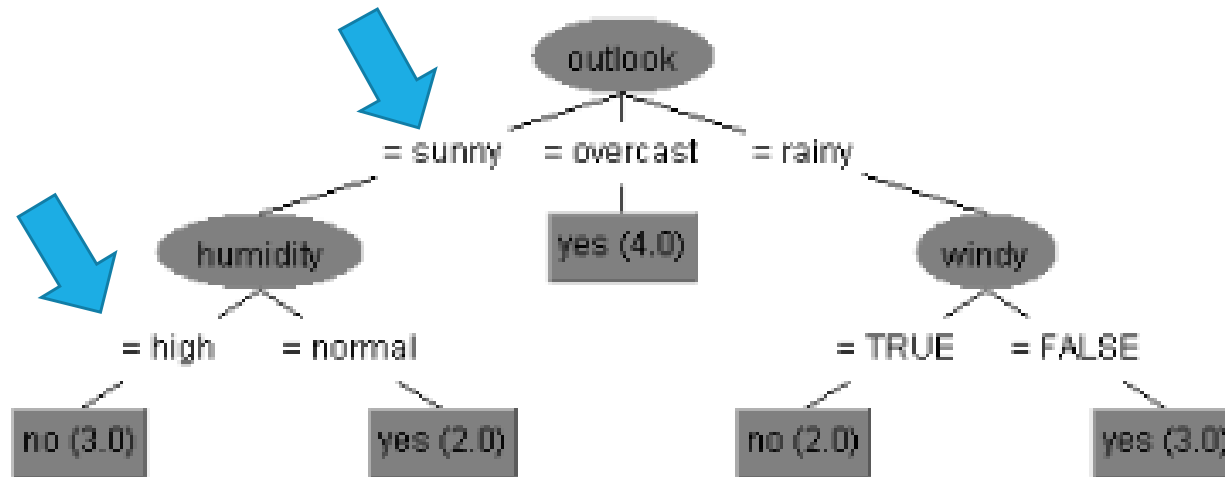 outlook
= sunny = overcast = rainy
humidity yes (4.0) windy
= high = normal = TRUE = FALSE
no (3.0) yes (2.0) no (2.0) yes (3.0)